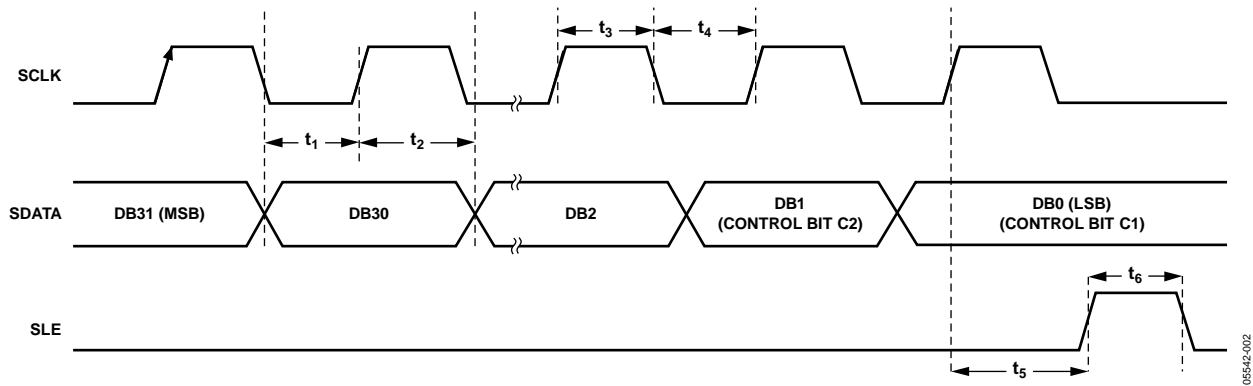 t3
t4
SCLK
t1
t2
SDATA
DB31 (MSB)
DB30
DB2
DB1
(CONTROL BIT C2)
DB0 (LSB)
(CONTROL BIT C1)
t6
SLE
t5
05542-002